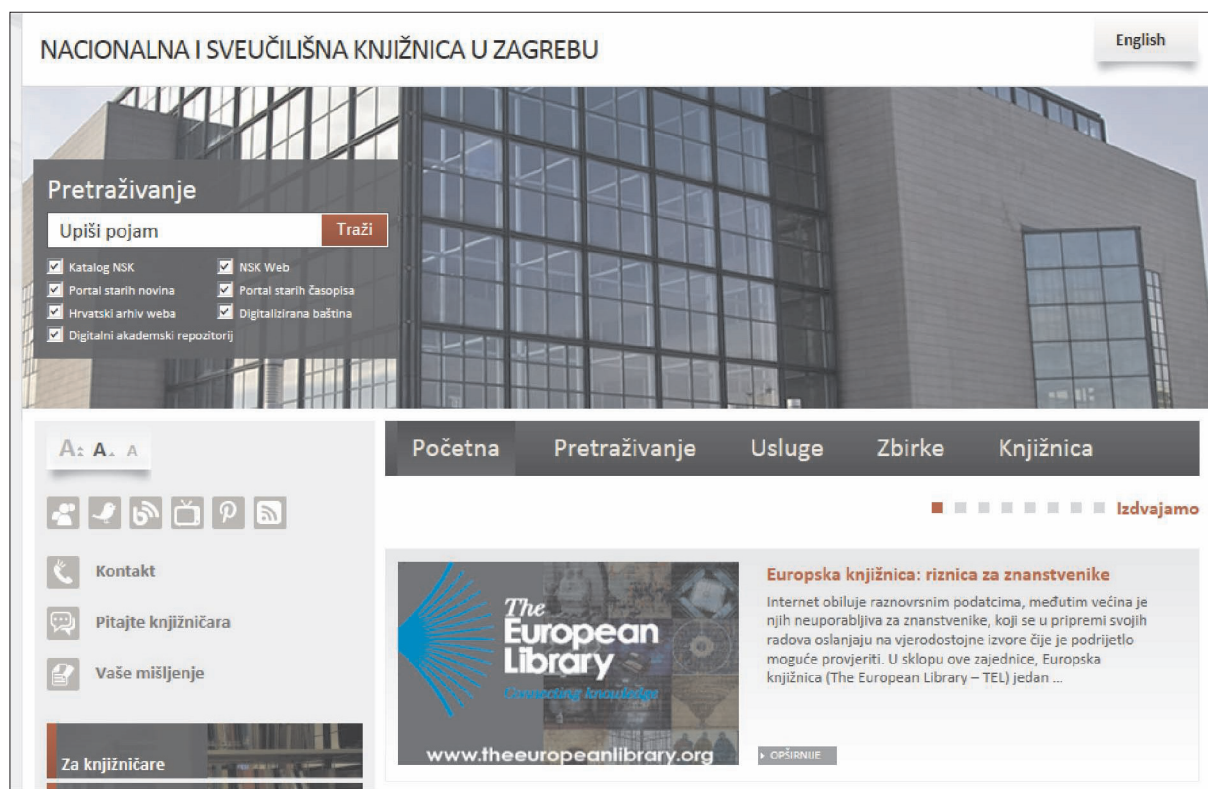 NACIONALNA I SVEUČILIŠNA KNJIŽNICA U ZAGREBU
English
Pretraživanje
Upiši pojam
Traži
Katalog NSK
NSK Web
Portal starih novina
Portal starih časopisa
Hrvatski arhiv weba
Digitalizirana baština
Digitalni akademski repozitorij
A A A
Početna
Pretraživanje
Usluge
Zbirke
Knjižnica
Izdvajamo
Kontakt
Pitajte knjižničara
Vaše mišljenje
Za knjižničare
The
European
Library
Connecting knowledge
www.theeuropeanlibrary.org
Europska knjižnica: riznica za znanstvenike
Internet obiluje raznovrsnim podatcima, međutim većina je
njih neuporabljiva za znanstvenike, koji se u pripremi svojih
radova oslanjaju na vjerodostojne izvore čije je podrijetlo
moguće provjeriti. U sklopu ove zajednice, Europska
knjižnica (The European Library – TEL) jedan ...
OPŠIRNIJE